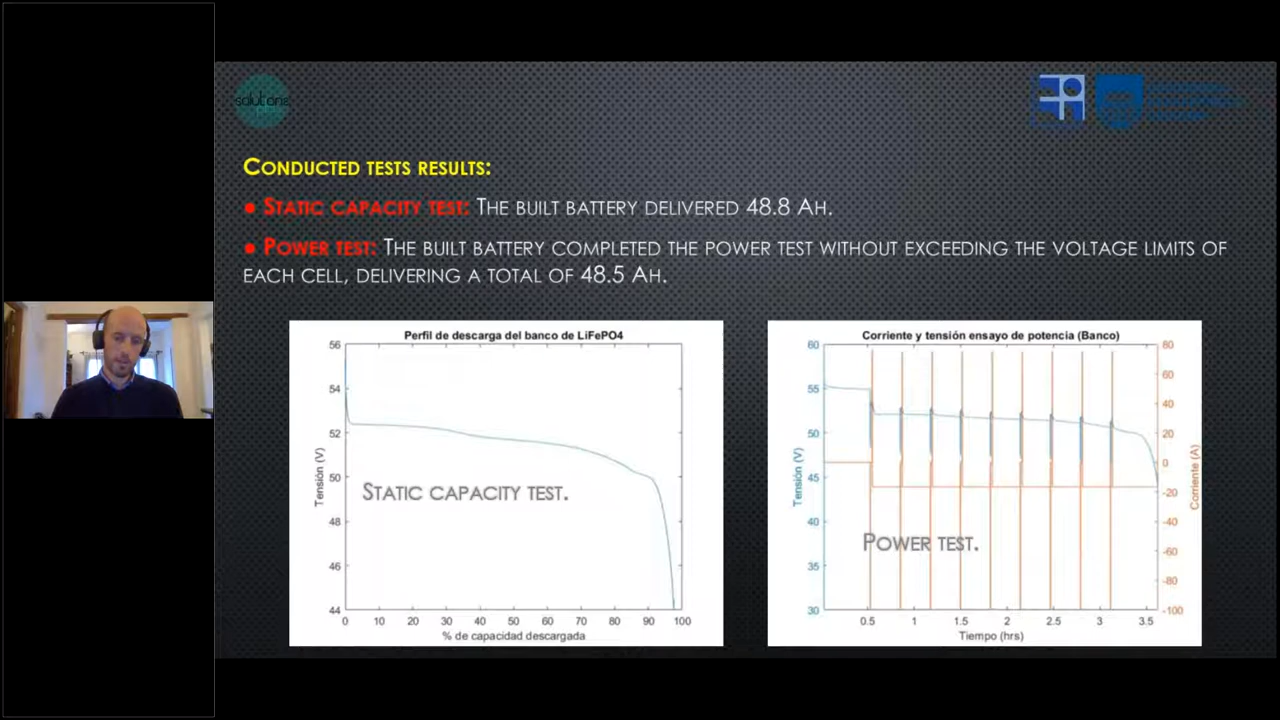 solutions
CONDUCTED TESTS RESULTS:
● STATIC CAPACITY TEST: THE BUILT BATTERY DELIVERED 48.8 AH.
● POWER TEST: THE BUILT BATTERY COMPLETED THE POWER TEST WITHOUT EXCEEDING THE VOLTAGE LIMITS OF
EACH CELL, DELIVERING A TOTAL OF 48.5 AH.
Perfil de descarga del banco de LiFePO4
56
54
52
50
48
46
44
Tensión (V)
STATIC CAPACITY TEST.
0 10 20 30 40 50 60 70 80 90 100
% de capacidad descargada
Corriente y tensión ensayo de potencia (Banco)
60
55
50
45
40
35
30
Tensión (V)
80
60
40
20
0
-20
-40
-60
-80
-100
Corriente (A)
POWER TEST.
0.5 1 1.5 2 2.5 3 3.5
Tiempo (hrs)